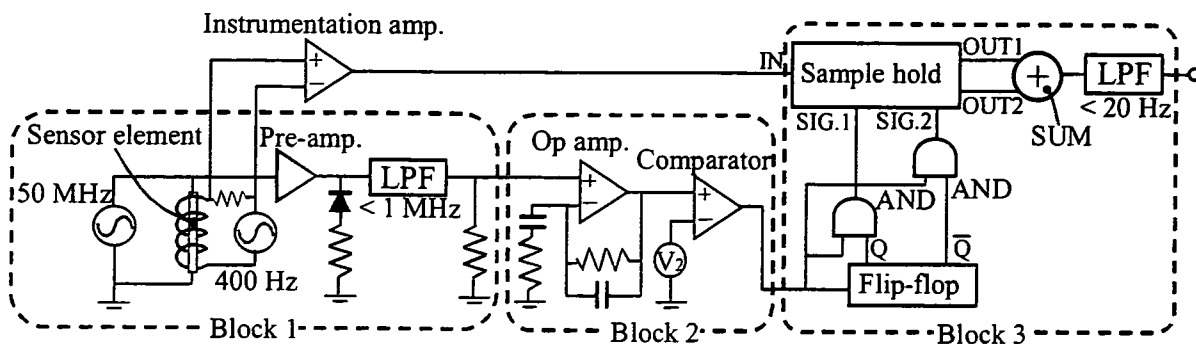 Instrumentation amp.
+
−
IN
Sample hold
OUT1
OUT2
+
SUM
LPF
< 20 Hz
SIG.1
SIG.2
AND
AND
Q
Q̅
Flip-flop
Block 3
Sensor element
50 MHz
400 Hz
Pre-amp.
LPF
< 1 MHz
Block 1
Op amp.
+
−
Comparator
+
−
V₂
Block 2